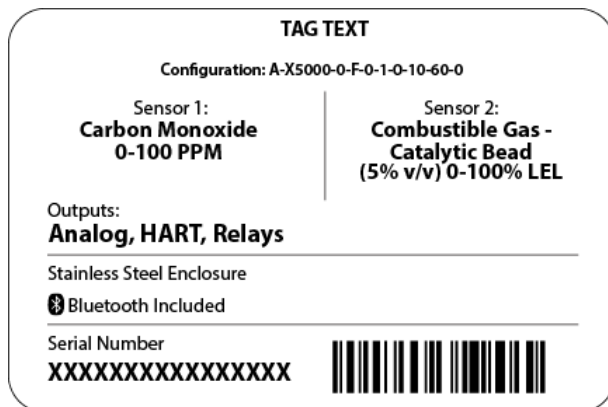 TAG TEXT
Configuration: A-X5000-0-F-0-1-0-10-60-0
Sensor 1:
Carbon Monoxide
0-100 PPM
Sensor 2:
Combustible Gas -
Catalytic Bead
(5% v/v) 0-100% LEL
Outputs:
Analog, HART, Relays
Stainless Steel Enclosure
Bluetooth Included
Serial Number
XXXXXXXXXXXXXXXX